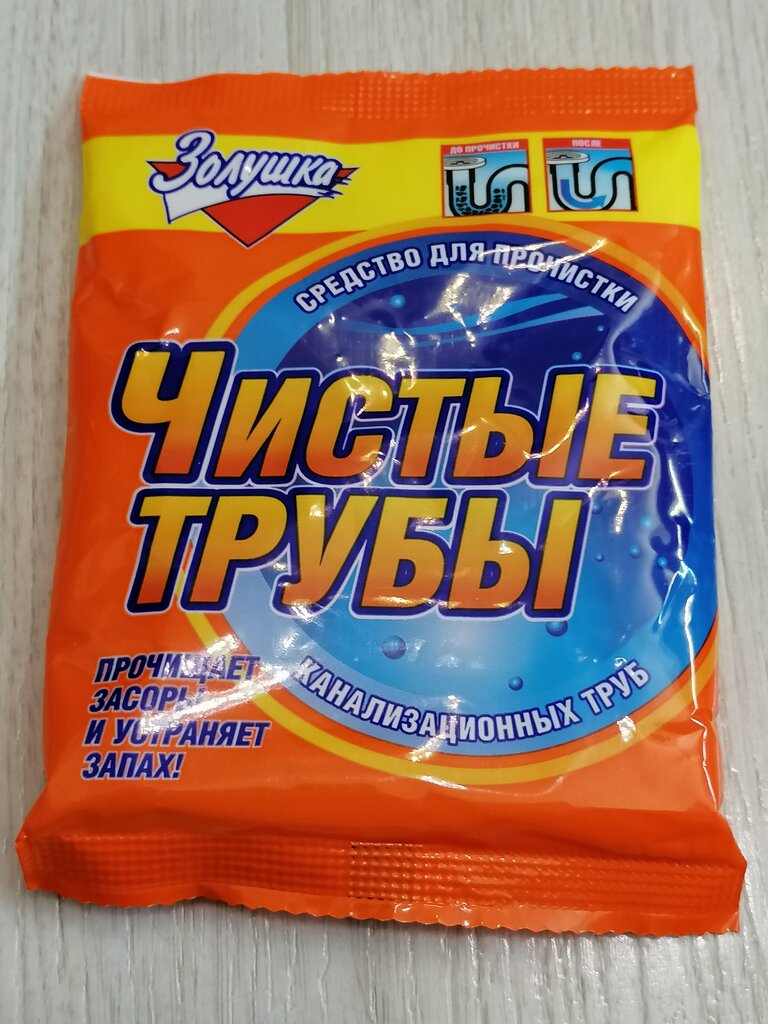 Золушка
ДО ПРОЧИСТКИ
ПОСЛЕ
СРЕДСТВО ДЛЯ ПРОЧИСТКИ
ЧИСТЫЕ
ТРУБЫ
КАНАЛИЗАЦИОННЫХ ТРУБ
ПРОЧИЩАЕТ
ЗАСОРЫ
И УСТРАНЯЕТ
ЗАПАХ!